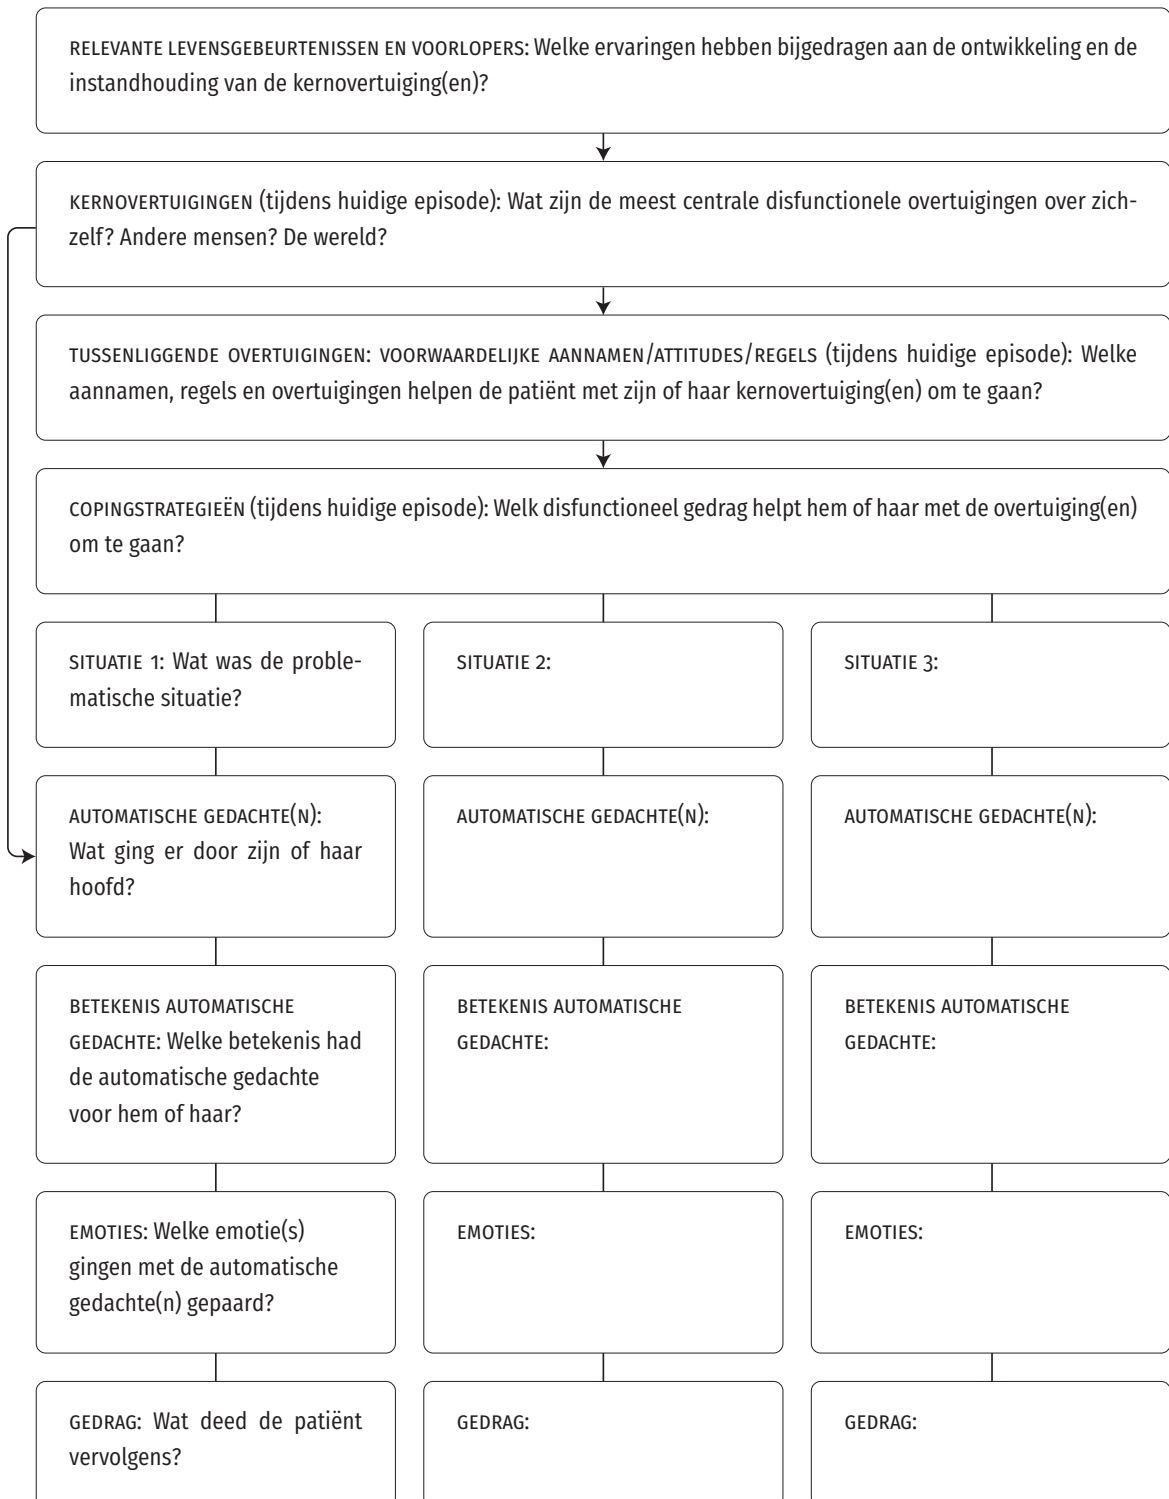 RELEVANTE LEVENSGEBEURTENISSEN EN VOORLOPERS: Welke ervaringen hebben bijgedragen aan de ontwikkeling en de
instandhouding van de kernovertuiging(en)?
KERNOVERTUIGINGEN (tijdens huidige episode): Wat zijn de meest centrale disfunctionele overtuigingen over zich-
zelf? Andere mensen? De wereld?
TUSSENLIGGENDE OVERTUIGINGEN: VOORWAARDELIJKE AANNAMEN/ATTITUDES/REGELS (tijdens huidige episode): Welke
aannamen, regels en overtuigingen helpen de patiënt met zijn of haar kernovertuiging(en) om te gaan?
COPINGSTRATEGIEËN (tijdens huidige episode): Welk disfunctioneel gedrag helpt hem of haar met de overtuiging(en)
om te gaan?
SITUATIE 1: Wat was de proble-
matische situatie?
SITUATIE 2:
SITUATIE 3:
AUTOMATISCHE GEDACHTE(N):
Wat ging er door zijn of haar
hoofd?
AUTOMATISCHE GEDACHTE(N):
AUTOMATISCHE GEDACHTE(N):
BETEKENIS AUTOMATISCHE
GEDACHTE: Welke betekenis had
de automatische gedachte
voor hem of haar?
BETEKENIS AUTOMATISCHE
GEDACHTE:
BETEKENIS AUTOMATISCHE
GEDACHTE:
EMOTIES: Welke emotie(s)
gingen met de automatische
gedachte(n) gepaard?
EMOTIES:
EMOTIES:
GEDRAG: Wat deed de patiënt
vervolgens?
GEDRAG:
GEDRAG: